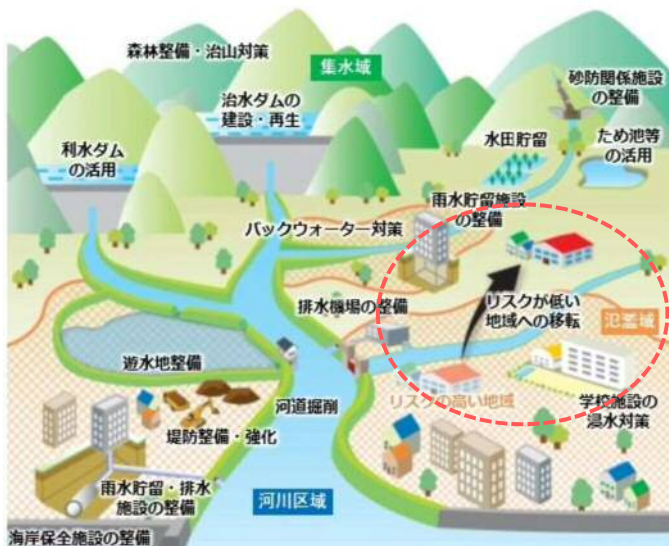 森林整備・治山対策
集水域
砂防関係施設
の整備
治水ダムの
建設・再生
水田貯留
ため池等
の活用
利水ダム
の活用
雨水貯留施設
の整備
バックウォーター対策
排水機場の整備
リスクが低い
地域への移転
氾濫域
遊水地整備
リスクの高い地域
学校施設の
浸水対策
河道掘削
堤防整備・強化
雨水貯留・排水
施設の整備
河川区域
海岸保全施設の整備